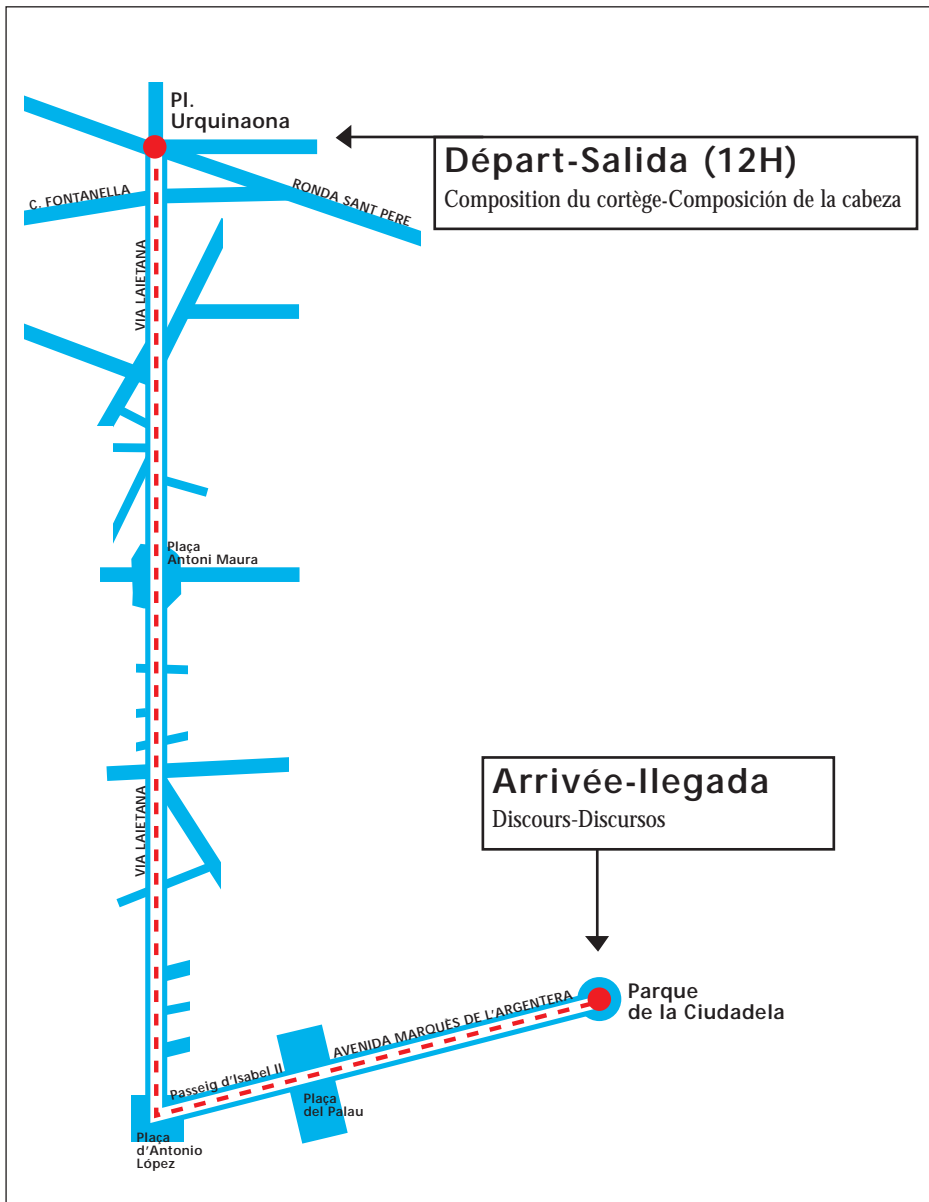 Pl.
Urquinaona
Départ-Salida (12H)
Composition du cortège-Composición de la cabeza
C. FONTANELLA
RONDA SANT PERE
VIA LAIETANA
Plaça
Antoni Maura
VIA LAIETANA
Arrivée-llegada
Discours-Discursos
Parque
de la Ciudadela
AVENIDA MARQUÈS DE L'ARGENTERA
Passeig d'Isabel II
Plaça
del Palau
Plaça
d'Antonio
López